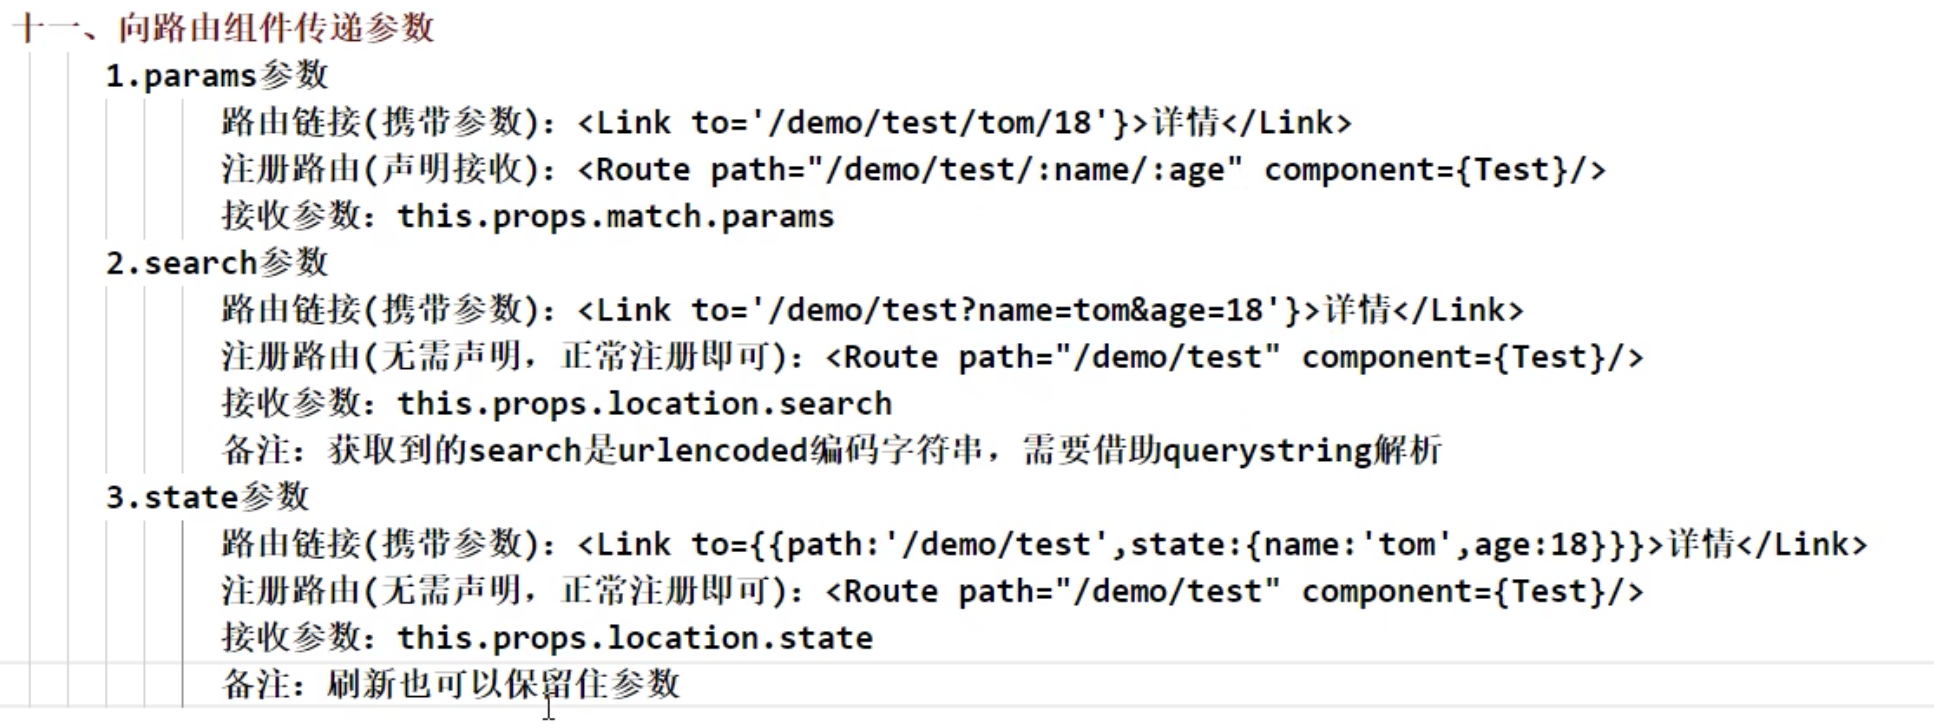 十一、向路由组件传递参数
1.params参数
路由链接(携带参数)：<Link to='/demo/test/tom/18'}>详情</Link>
注册路由(声明接收)：<Route path="/demo/test/:name/:age" component={Test}/>
接收参数：this.props.match.params
2.search参数
路由链接(携带参数)：<Link to='/demo/test?name=tom&age=18'}>详情</Link>
注册路由(无需声明，正常注册即可)：<Route path="/demo/test" component={Test}/>
接收参数：this.props.location.search
备注：获取到的search是urlencoded编码字符串，需要借助querystring解析
3.state参数
路由链接(携带参数)：<Link to={{path:'/demo/test',state:{name:'tom',age:18}}}>详情</Link>
注册路由(无需声明，正常注册即可)：<Route path="/demo/test" component={Test}/>
接收参数：this.props.location.state
备注：刷新也可以保留住参数